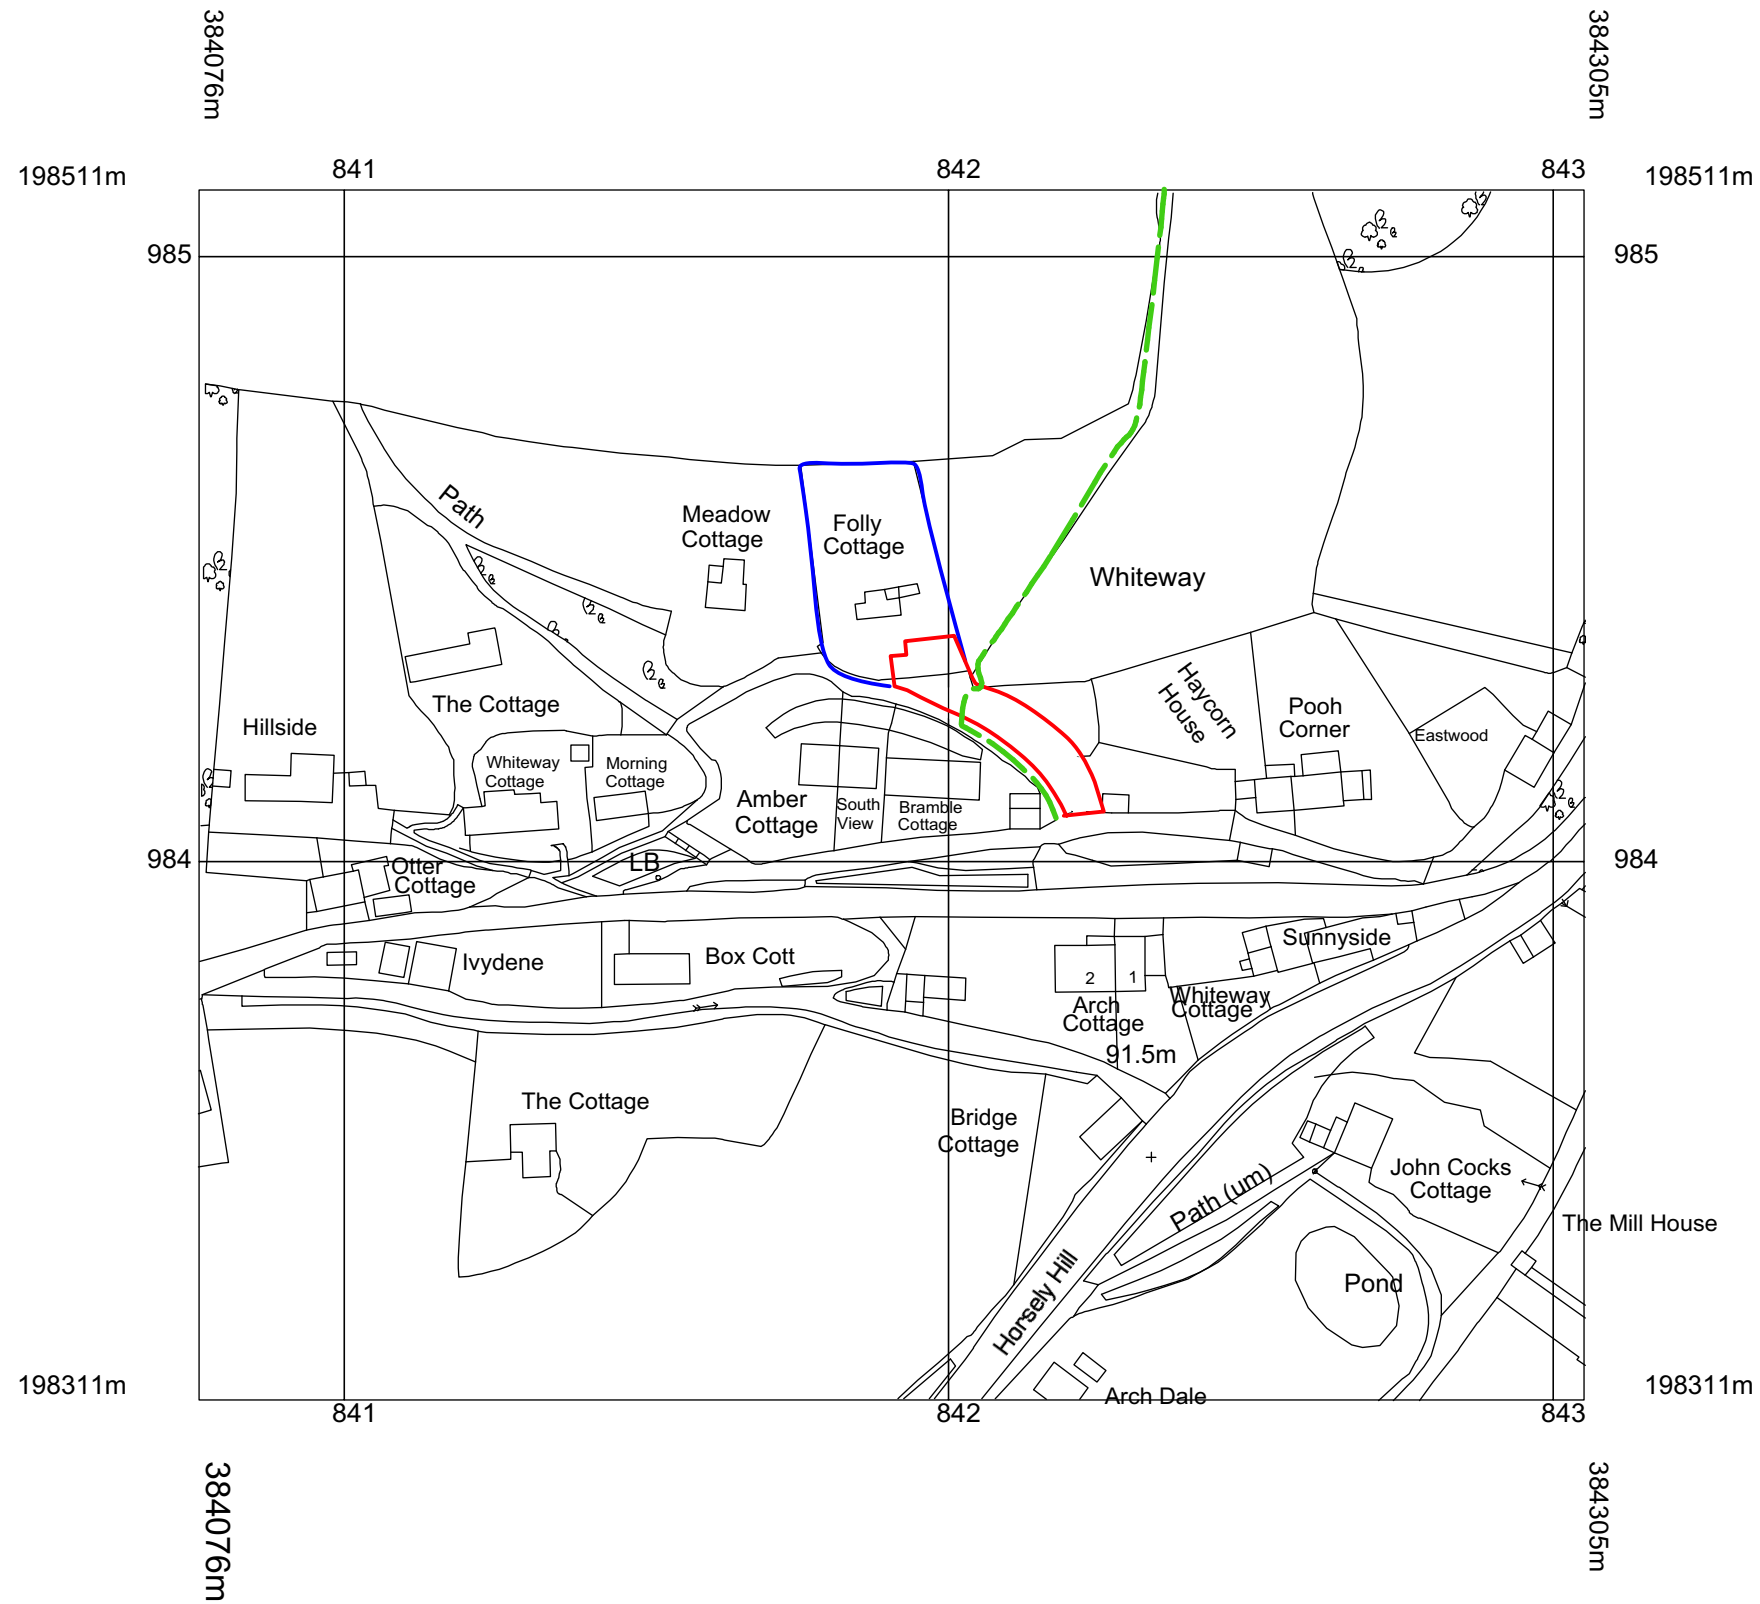 384076m
384305m
198511m
841
842
843
198511m
985
985
Path
Meadow
Cottage
Folly
Cottage
Whiteway
Haycorn
House
Pooh
Corner
Eastwood
The Cottage
Hillside
Whiteway
Cottage
Morning
Cottage
Amber
Cottage
South
View
Bramble
Cottage
984
984
LB
Otter
Cottage
Ivydene
Box Cott
2
1
Sunnyside
Arch
Cottage
Whiteway
Cottage
91.5m
The Cottage
Bridge
Cottage
Path (um)
John Cocks
Cottage
The Mill House
Horsely Hill
Pond
Arch Dale
198311m
198311m
841
842
843
384076m
384305m